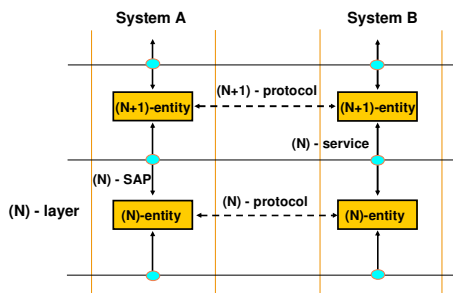 System A
System B
(N+1) - protocol
(N+1)-entity
(N+1)-entity
(N) - service
(N) - SAP
(N) - protocol
(N) - layer
(N)-entity
(N)-entity